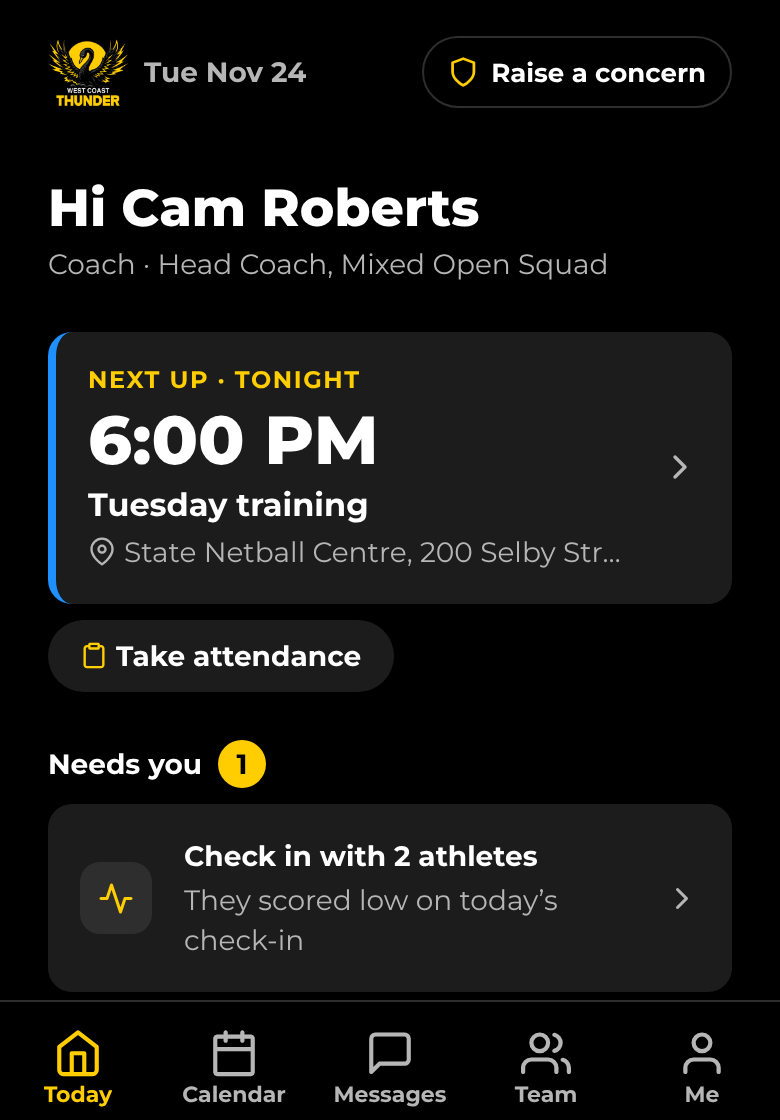 WEST COAST
THUNDER
Tue Nov 24
Raise a concern
Hi Cam Roberts
Coach · Head Coach, Mixed Open Squad
NEXT UP · TONIGHT
6:00 PM
Tuesday training
State Netball Centre, 200 Selby Str...
Take attendance
Needs you 1
Check in with 2 athletes
They scored low on today’s
check-in
Today
Calendar
Messages
Team
Me